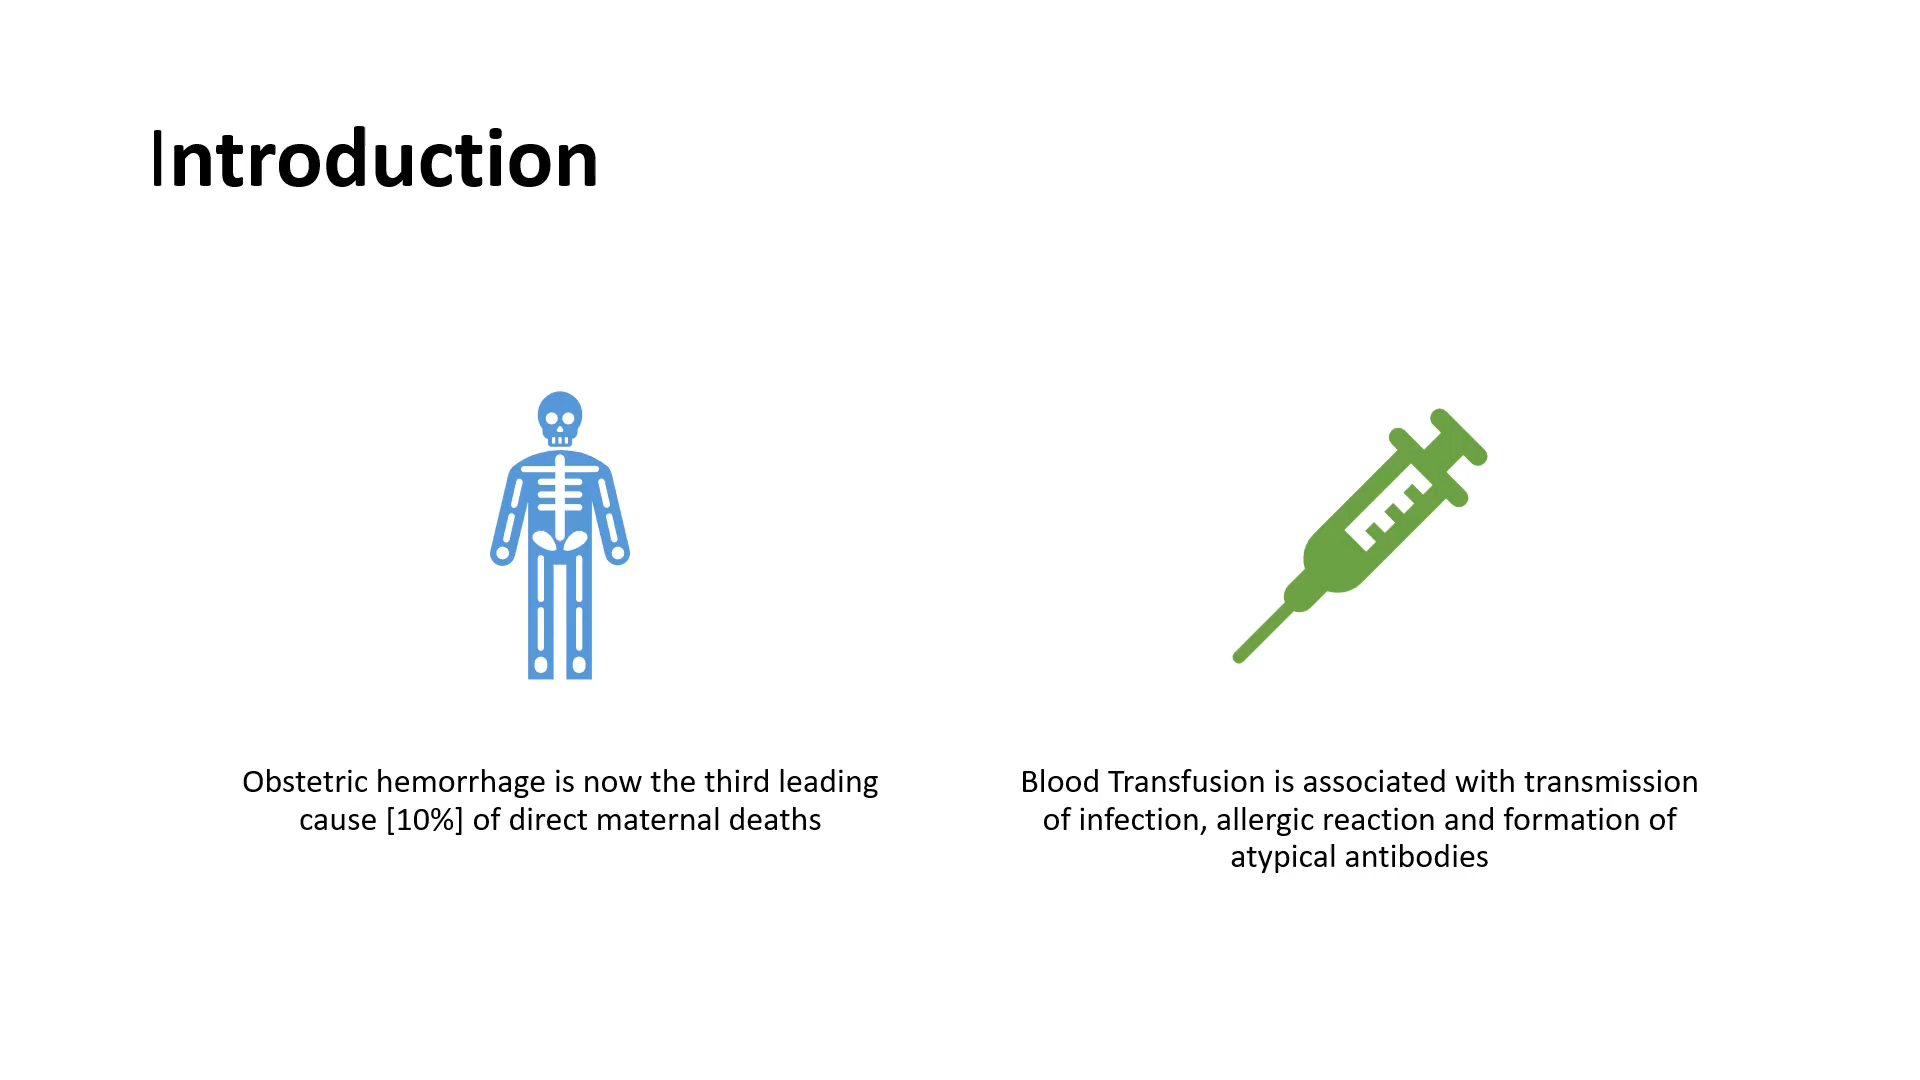 Introduction
Obstetric hemorrhage is now the third leading
cause [10%] of direct maternal deaths
Blood Transfusion is associated with transmission
of infection, allergic reaction and formation of
atypical antibodies